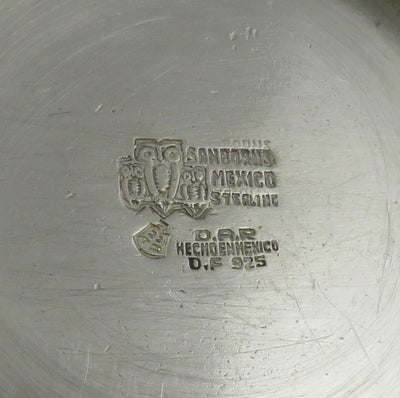 SANBORNS
MEXICO
STERLING
D.A.R
HECHO EN MEXICO
D.F 925